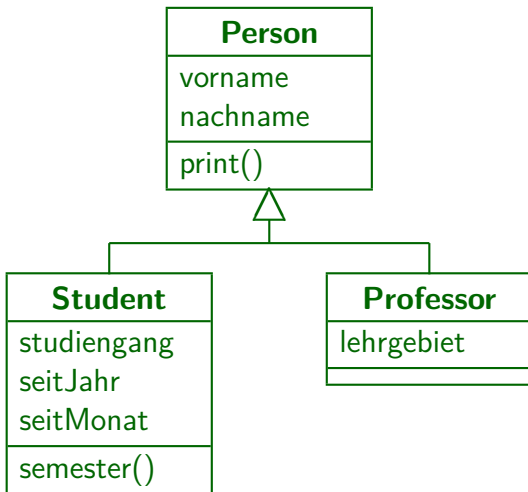 Person
vorname
nachname
print()
Student
studiengang
seitJahr
seitMonat
semester()
Professor
lehrgebiet